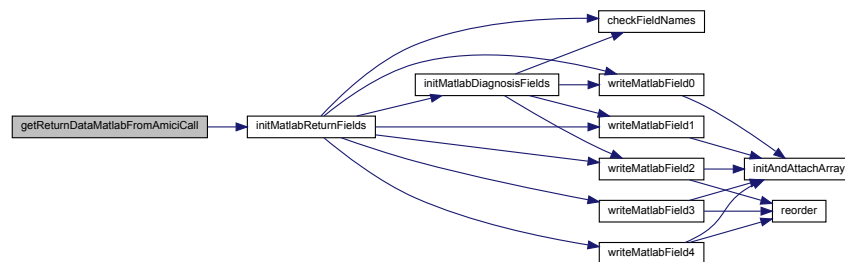 checkFieldNames
initMatlabDiagnosisFields
writeMatlabField0
getReturnDataMatlabFromAmiciCall
initMatlabReturnFields
writeMatlabField1
writeMatlabField2
initAndAttachArray
writeMatlabField3
reorder
writeMatlabField4